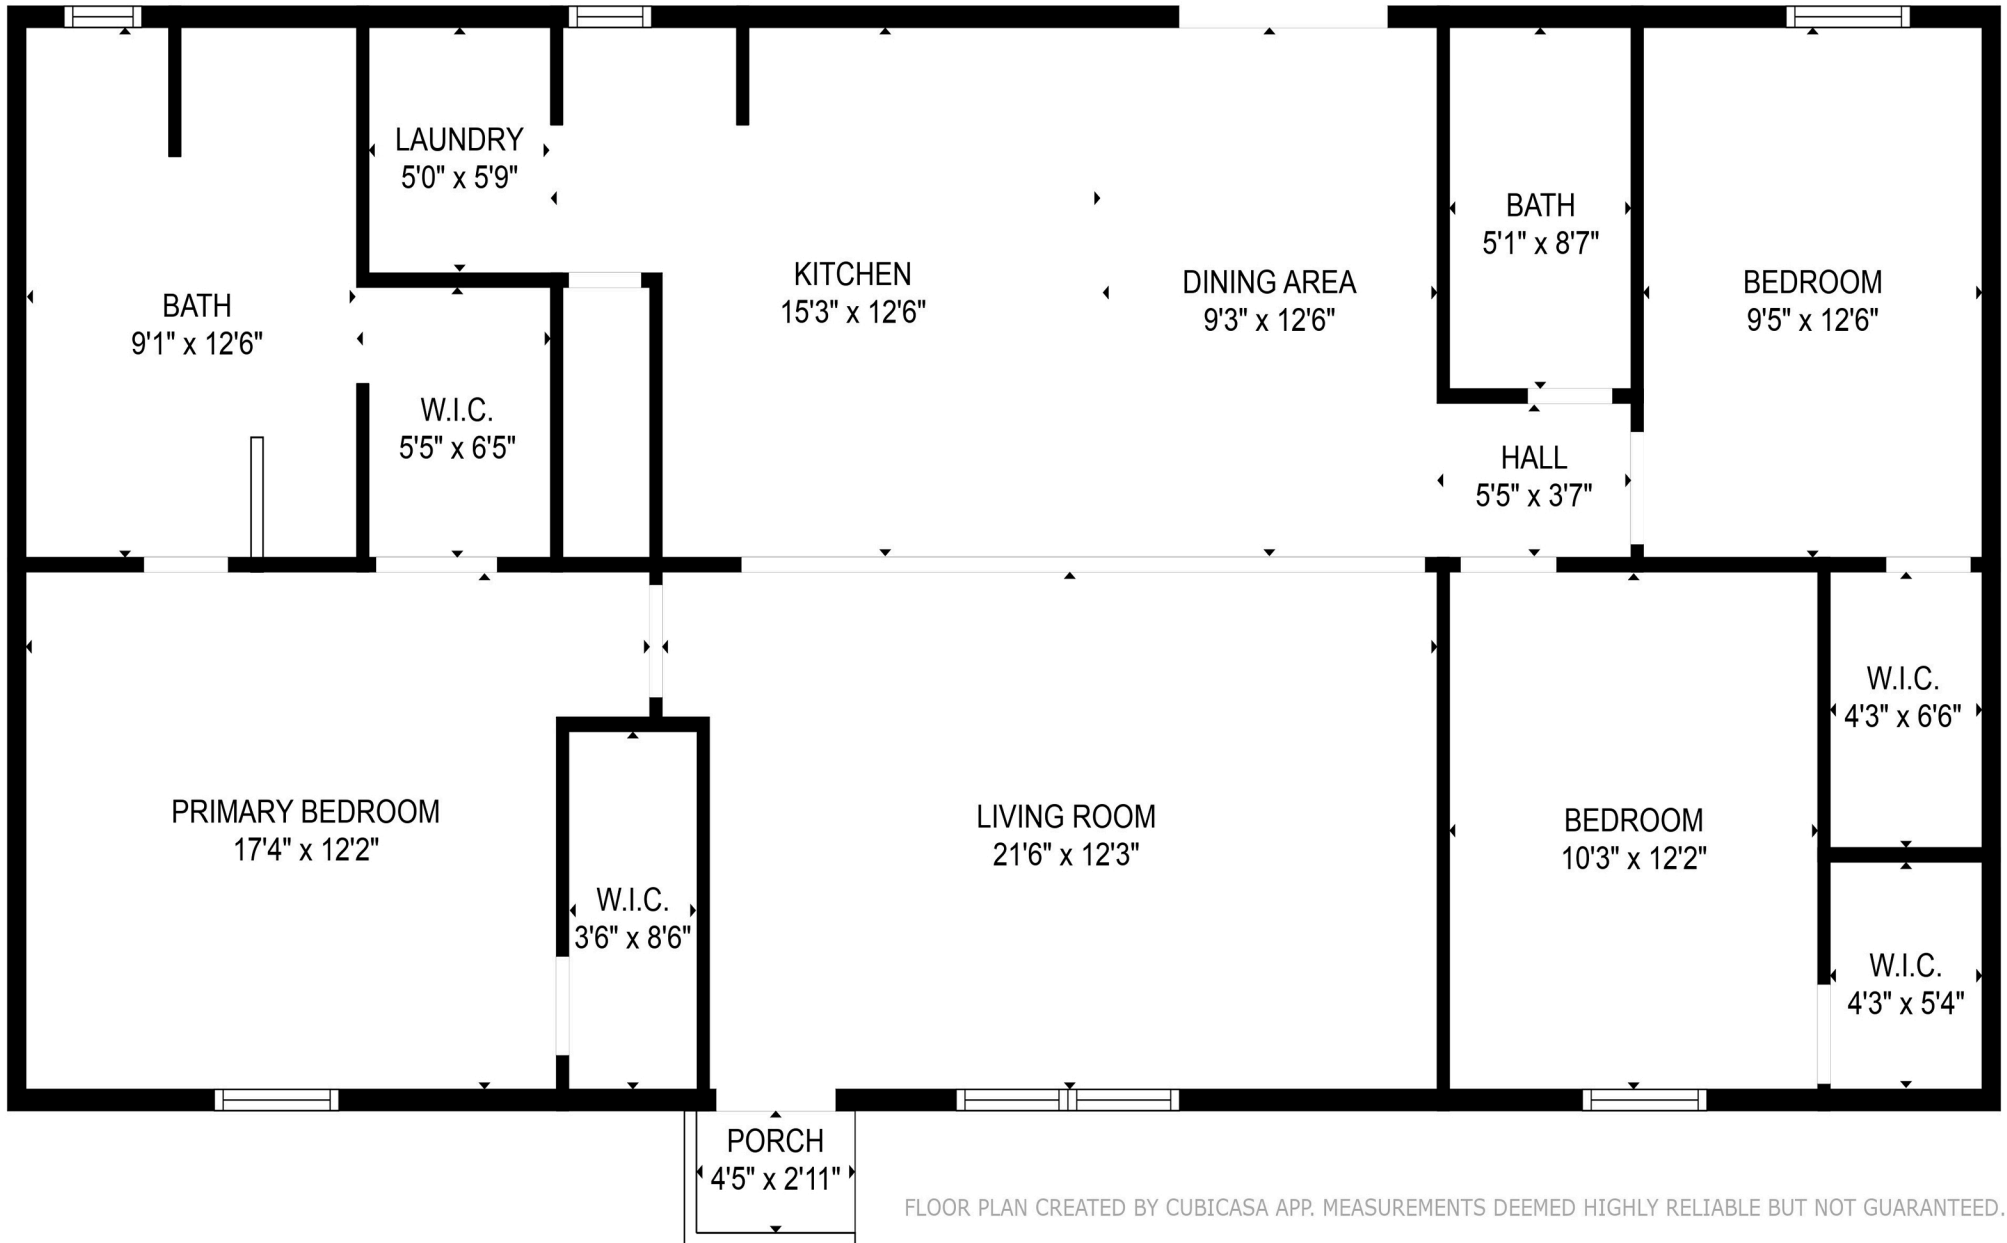 LAUNDRY
5'0" x 5'9"
BATH
9'1" x 12'6"
W.I.C.
5'5" x 6'5"
KITCHEN
15'3" x 12'6"
DINING AREA
9'3" x 12'6"
BATH
5'1" x 8'7"
BEDROOM
9'5" x 12'6"
HALL
5'5" x 3'7"
PRIMARY BEDROOM
17'4" x 12'2"
W.I.C.
3'6" x 8'6"
LIVING ROOM
21'6" x 12'3"
BEDROOM
10'3" x 12'2"
W.I.C.
4'3" x 6'6"
W.I.C.
4'3" x 5'4"
PORCH
4'5" x 2'11"
FLOOR PLAN CREATED BY CUBICASA APP. MEASUREMENTS DEEMED HIGHLY RELIABLE BUT NOT GUARANTEED.